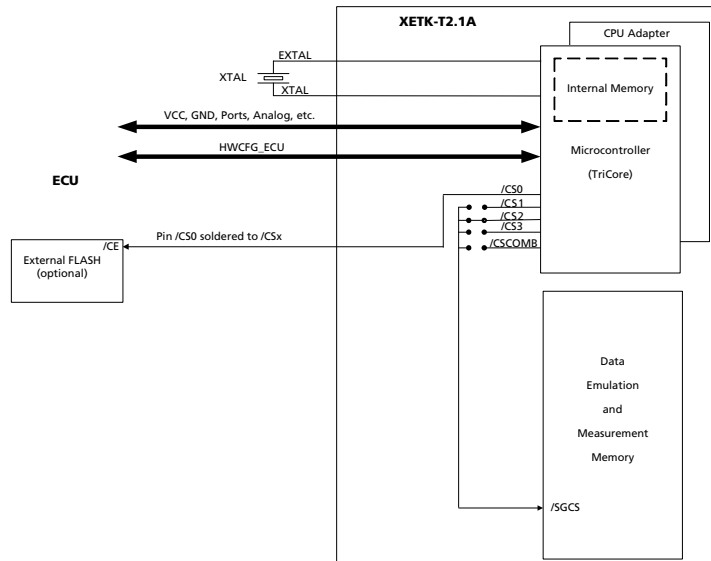 XETK-T2.1A
CPU Adapter
EXTAL
XTAL
XTAL
Internal Memory
VCC, GND, Ports, Analog, etc.
HWCFG_ECU
Microcontroller
(TriCore)
ECU
/CS0
/CS1
/CS2
/CS3
/CSCOMB
Pin /CS0 soldered to /CSx
/CE
External FLASH
(optional)
Data
Emulation
and
Measurement
Memory
/SGCS